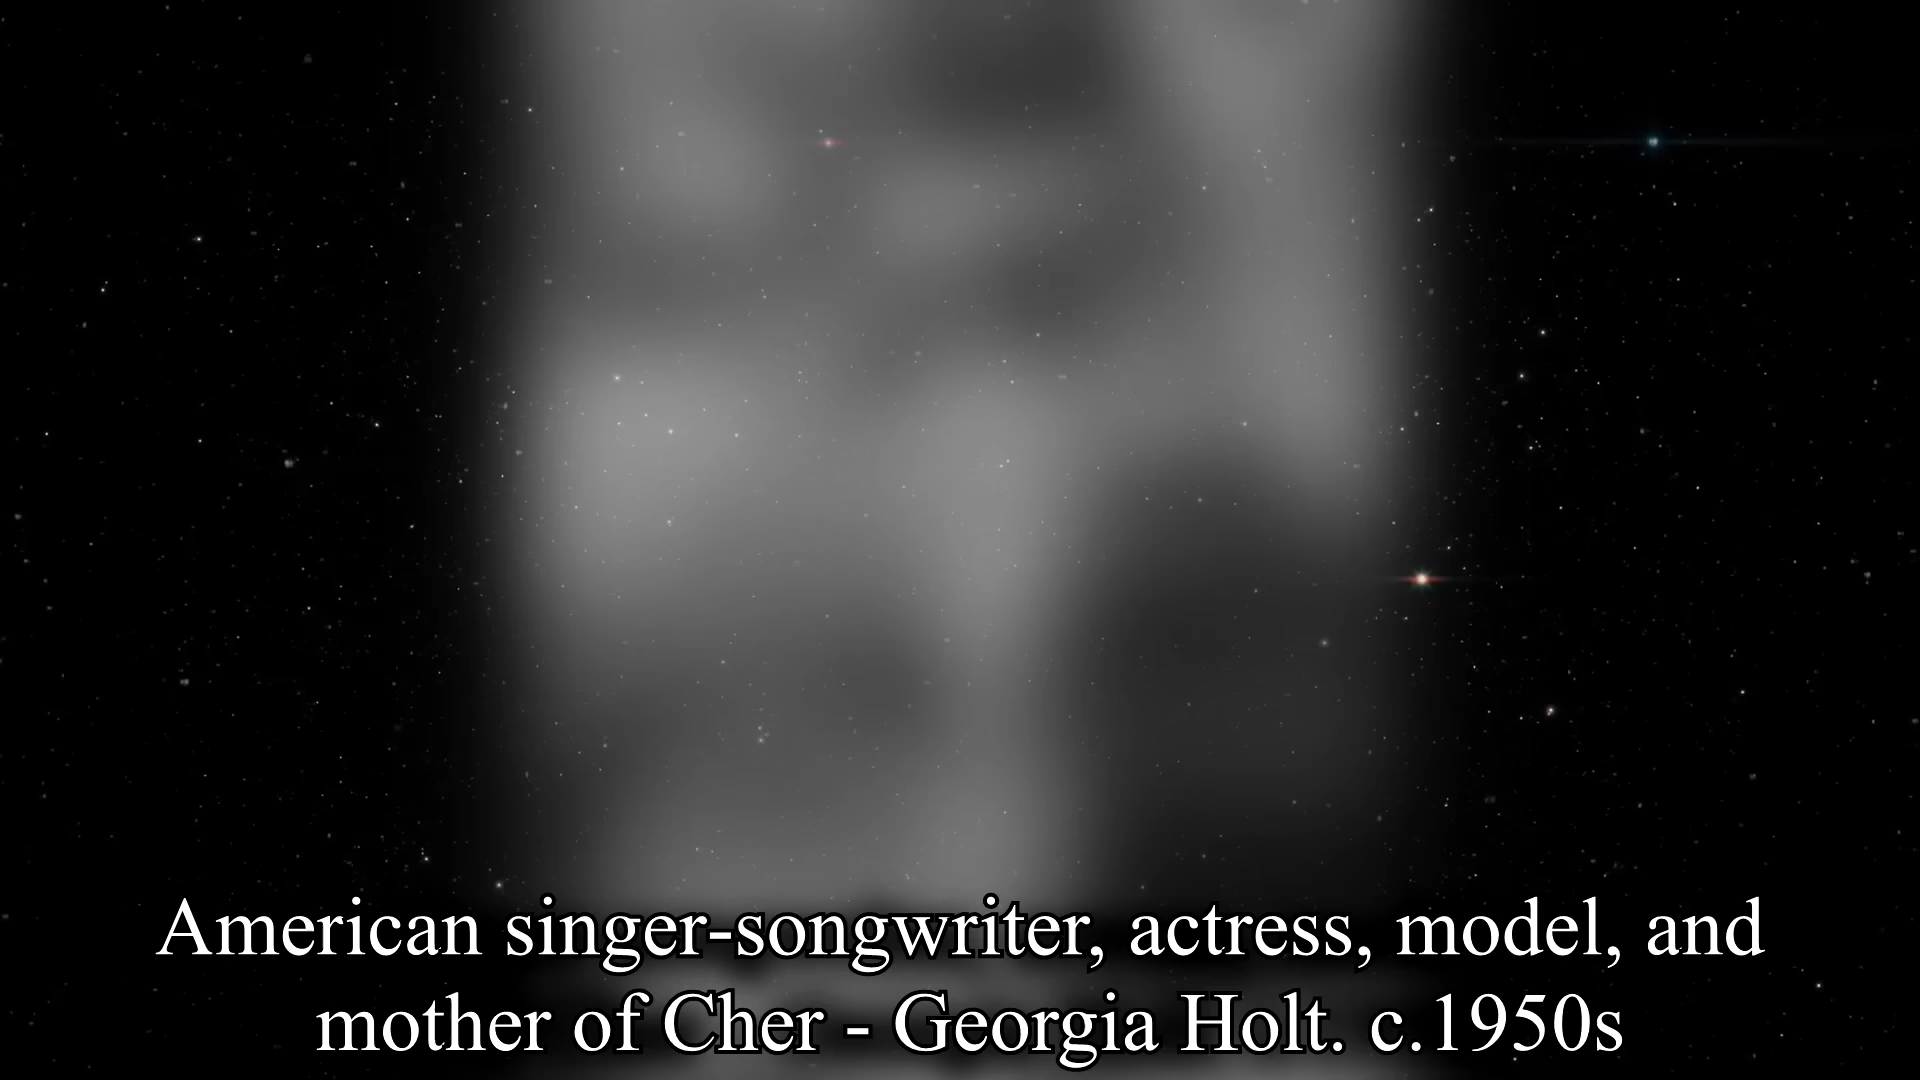 American singer-songwriter, actress, model, and
mother of Cher - Georgia Holt. c.1950s